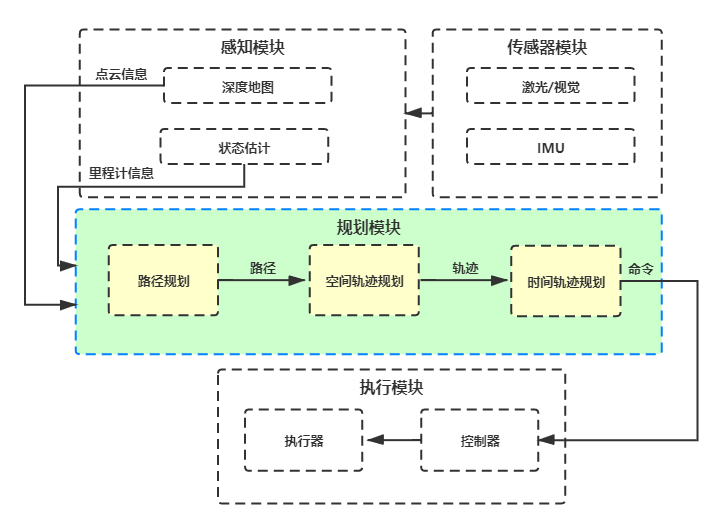 感知模块
传感器模块
点云信息
深度地图
激光/视觉
状态估计
IMU
里程计信息
规划模块
路径规划
路径
空间轨迹规划
轨迹
时间轨迹规划
命令
执行模块
执行器
控制器